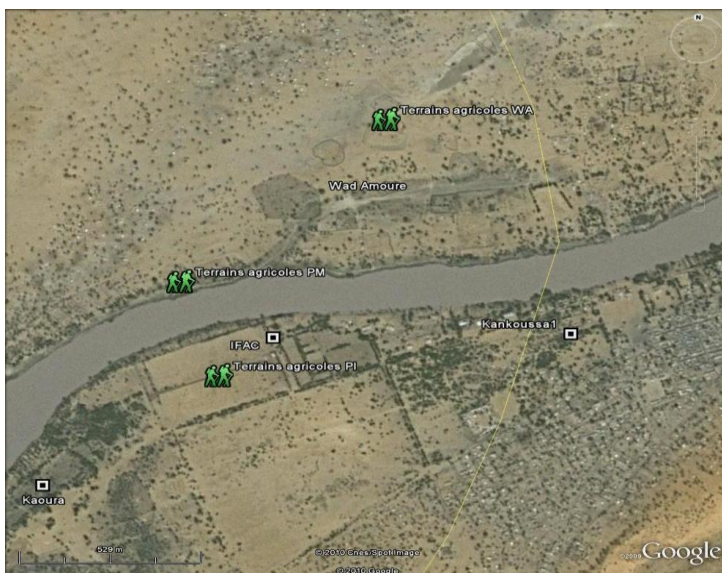 N
Terrains agricoles WA
Wad Amoure
Terrains agricoles PM
Kankoussa1
IFAC
Terrains agricoles PI
Kaoura
529 m
© 2010 Cnes/Spot Image
© 2010 Google
©2009 Google